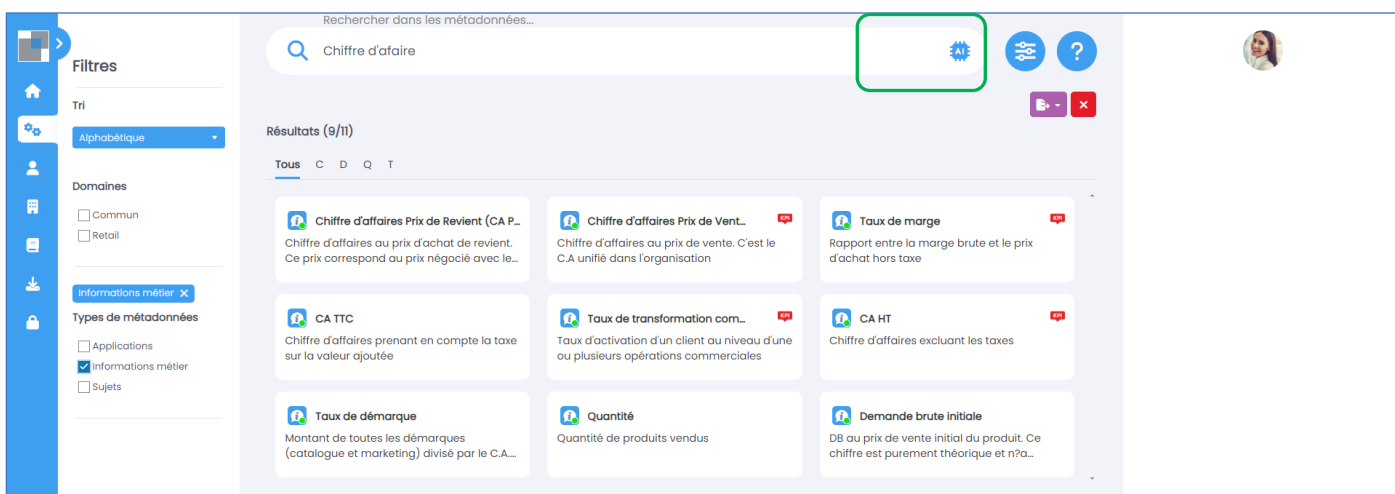 Rechercher dans les métadonnées...
Chiffre d'afaire
AI
?
Filtres
Tri
Alphabétique
Domaines
Commun
Retail
Informations métier ×
Types de métadonnées
Applications
Informations métier
Sujets
Résultats (9/11)
Tous C D Q T
Chiffre d'affaires Prix de Revient (CA P...
Chiffre d'affaires au prix d'achat de revient.
Ce prix correspond au prix négocié avec le...
Chiffre d'affaires Prix de Vent... KPI
Chiffre d'affaires au prix de vente. C'est le
C.A unifié dans l'organisation
Taux de marge KPI
Rapport entre la marge brute et le prix
d'achat hors taxe
CA TTC
Chiffre d'affaires prenant en compte la taxe
sur la valeur ajoutée
Taux de transformation com... KPI
Taux d'activation d'un client au niveau d'une
ou plusieurs opérations commerciales
CA HT KPI
Chiffre d'affaires excluant les taxes
Taux de démarque
Montant de toutes les démarques
(catalogue et marketing) divisé par le C.A....
Quantité
Quantité de produits vendus
Demande brute initiale
DB au prix de vente initial du produit. Ce
chiffre est purement théorique et n?a...